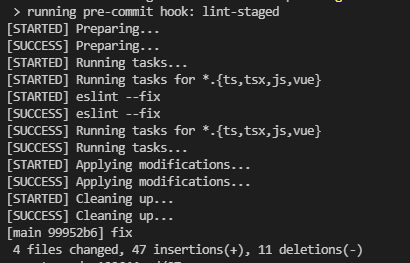 > running pre-commit hook: lint-staged
[STARTED] Preparing...
[SUCCESS] Preparing...
[STARTED] Running tasks...
[STARTED] Running tasks for *.{ts,tsx,js,vue}
[STARTED] eslint --fix
[SUCCESS] eslint --fix
[SUCCESS] Running tasks for *.{ts,tsx,js,vue}
[SUCCESS] Running tasks...
[STARTED] Applying modifications...
[SUCCESS] Applying modifications...
[STARTED] Cleaning up...
[SUCCESS] Cleaning up...
[main 99952b6] fix
4 files changed, 47 insertions(+), 11 deletions(-)